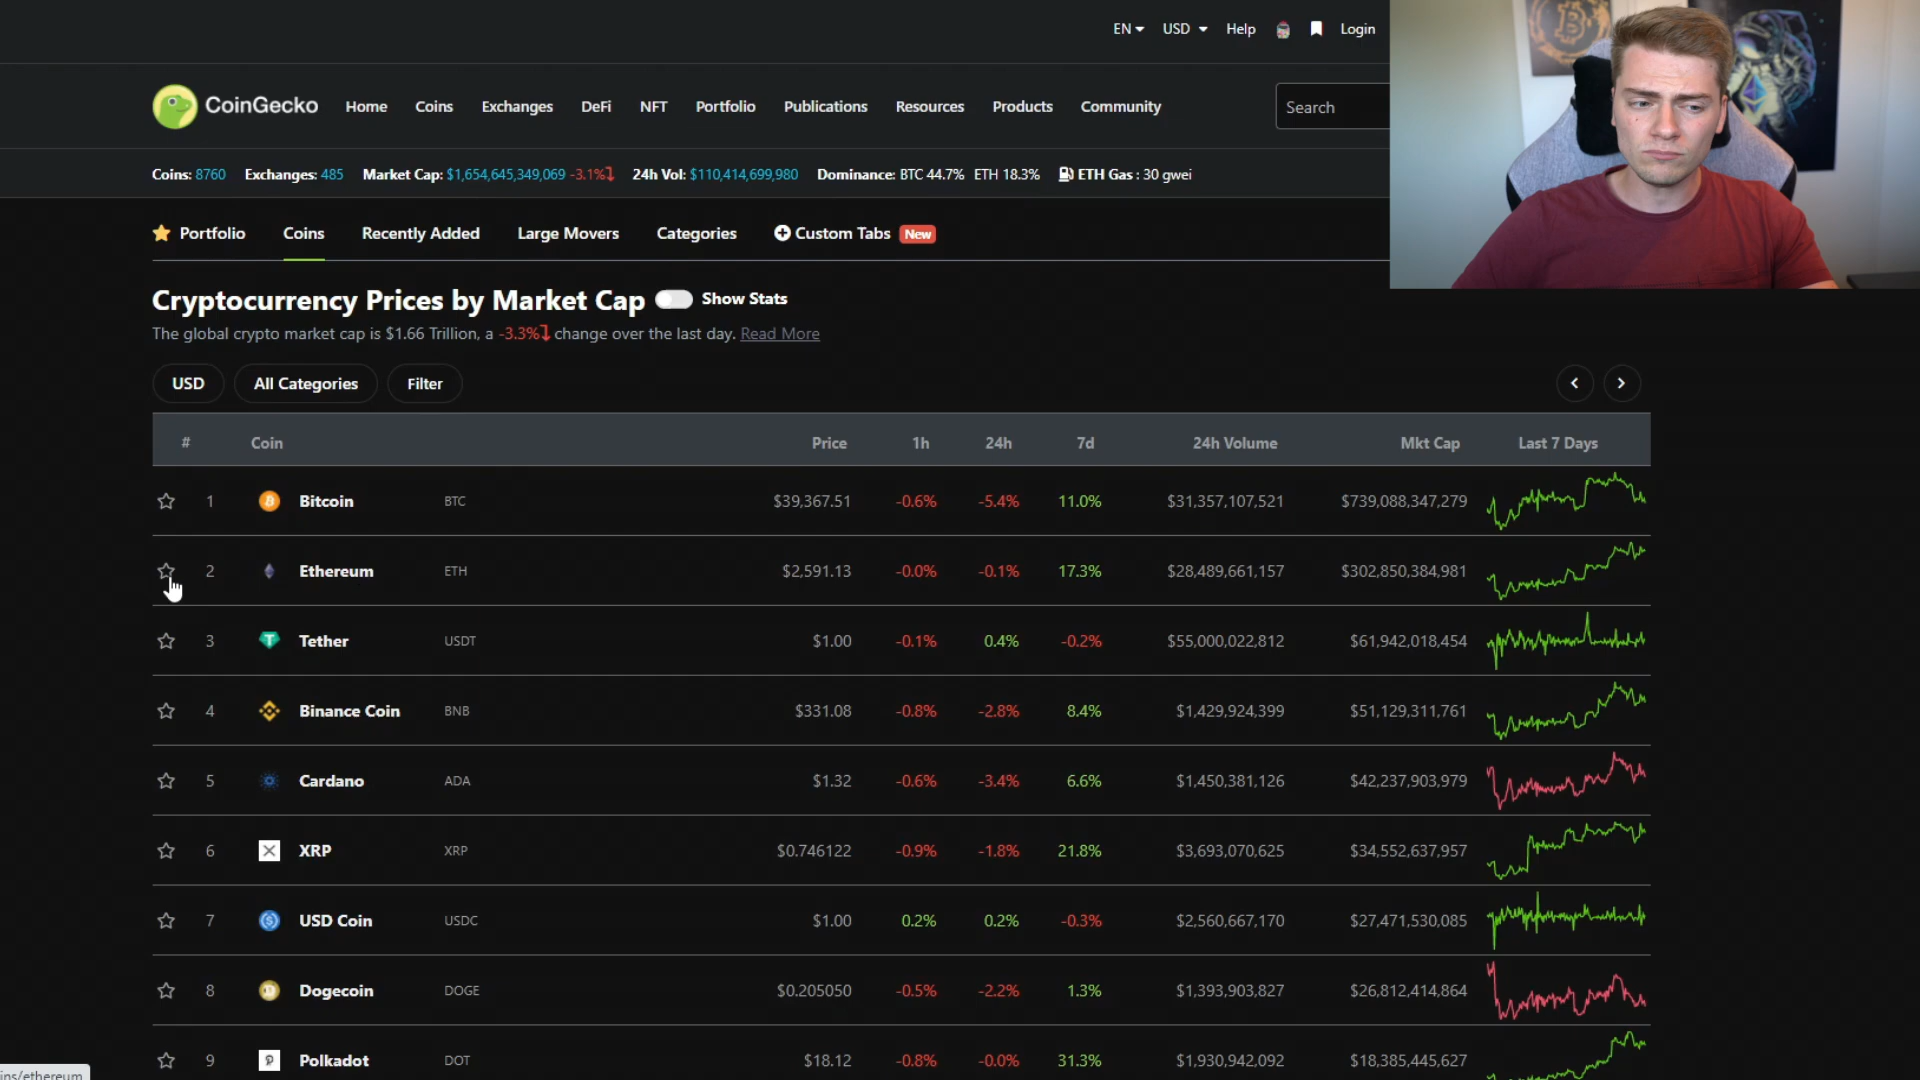 EN USD Help Login
CoinGecko Home Coins Exchanges DeFi NFT Portfolio Publications Resources Products Community Search
Coins: 8760 Exchanges: 485 Market Cap: $1,654,645,349,069 -3.1% 24h Vol: $110,414,699,980 Dominance: BTC 44.7% ETH 18.3% ETH Gas : 30 gwei
Portfolio Coins Recently Added Large Movers Categories Custom Tabs New
Cryptocurrency Prices by Market Cap Show Stats
The global crypto market cap is $1.66 Trillion, a -3.3% change over the last day. Read More
USD All Categories Filter
# Coin Price 1h 24h 7d 24h Volume Mkt Cap Last 7 Days
1 Bitcoin BTC $39,367.51 -0.6% -5.4% 11.0% $31,357,107,521 $739,088,347,279
2 Ethereum ETH $2,591.13 -0.0% -0.1% 17.3% $28,489,661,157 $302,850,384,981
3 Tether USDT $1.00 -0.1% 0.4% -0.2% $55,000,022,812 $61,942,018,454
4 Binance Coin BNB $331.08 -0.8% -2.8% 8.4% $1,429,924,399 $51,129,311,761
5 Cardano ADA $1.32 -0.6% -3.4% 6.6% $1,450,381,126 $42,237,903,979
6 XRP XRP $0.746122 -0.9% -1.8% 21.8% $3,693,070,625 $34,552,637,957
7 USD Coin USDC $1.00 0.2% 0.2% -0.3% $2,560,667,170 $27,471,530,085
8 Dogecoin DOGE $0.205050 -0.5% -2.2% 1.3% $1,393,903,827 $26,812,414,864
9 Polkadot DOT $18.12 -0.8% -0.0% 31.3% $1,930,942,092 $18,385,445,627
ins/ethereum